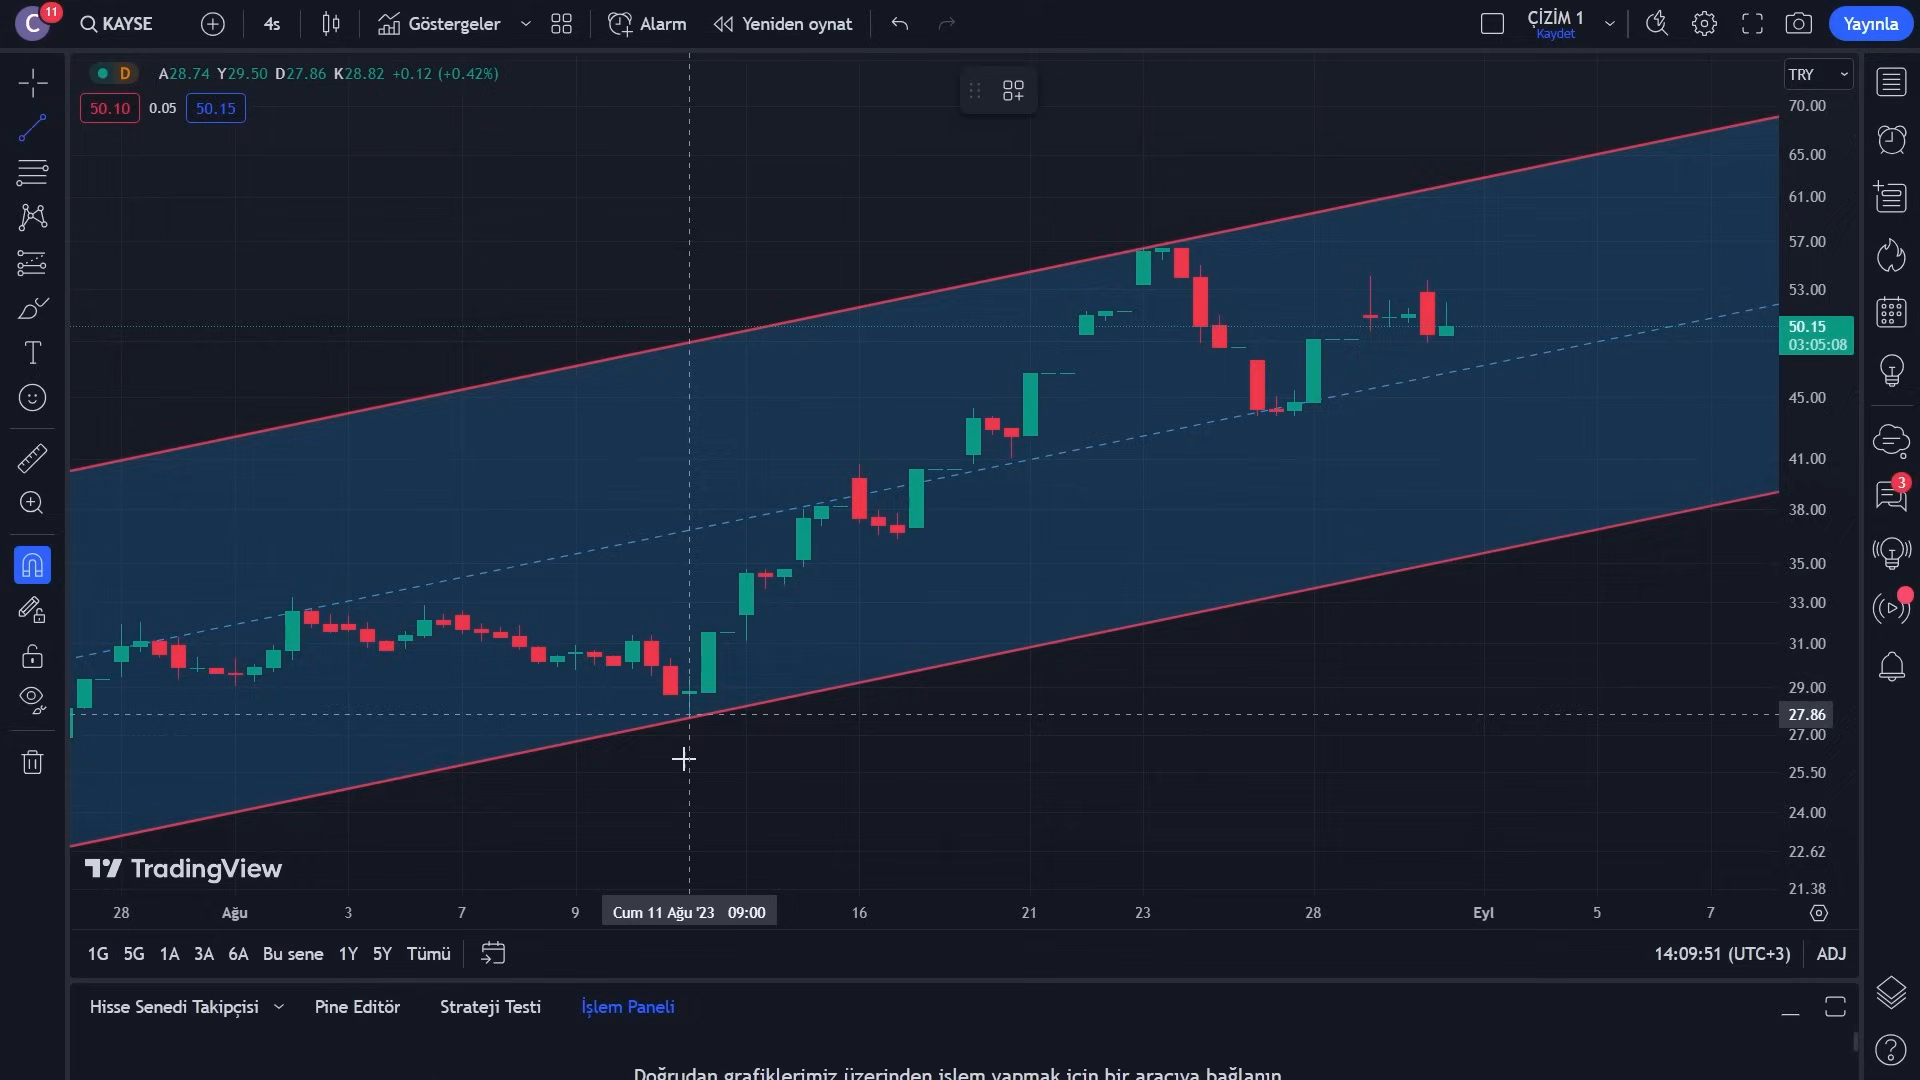 C
11
KAYSE
4s
Göstergeler
Alarm
Yeniden oynat
ÇİZİM 1
Kaydet
Yayınla
D A28.74 Y29.50 D27.86 K28.82 +0.12 (+0.42%)
50.10 0.05 50.15
TRY
70.00
65.00
61.00
57.00
53.00
50.15
03:05:08
45.00
41.00
38.00
35.00
33.00
31.00
29.00
27.86
27.00
25.50
24.00
22.62
21.38
3
TradingView
28 Ağu 3 7 9 Cum 11 Ağu '23 09:00 16 21 23 28 Eyl 5 7
1G 5G 1A 3A 6A Bu sene 1Y 5Y Tümü
14:09:51 (UTC+3) ADJ
Hisse Senedi Takipçisi Pine Editör Strateji Testi İşlem Paneli
Doğrudan grafiklerimiz üzerinden işlem yapmak için bir aracıya bağlanın